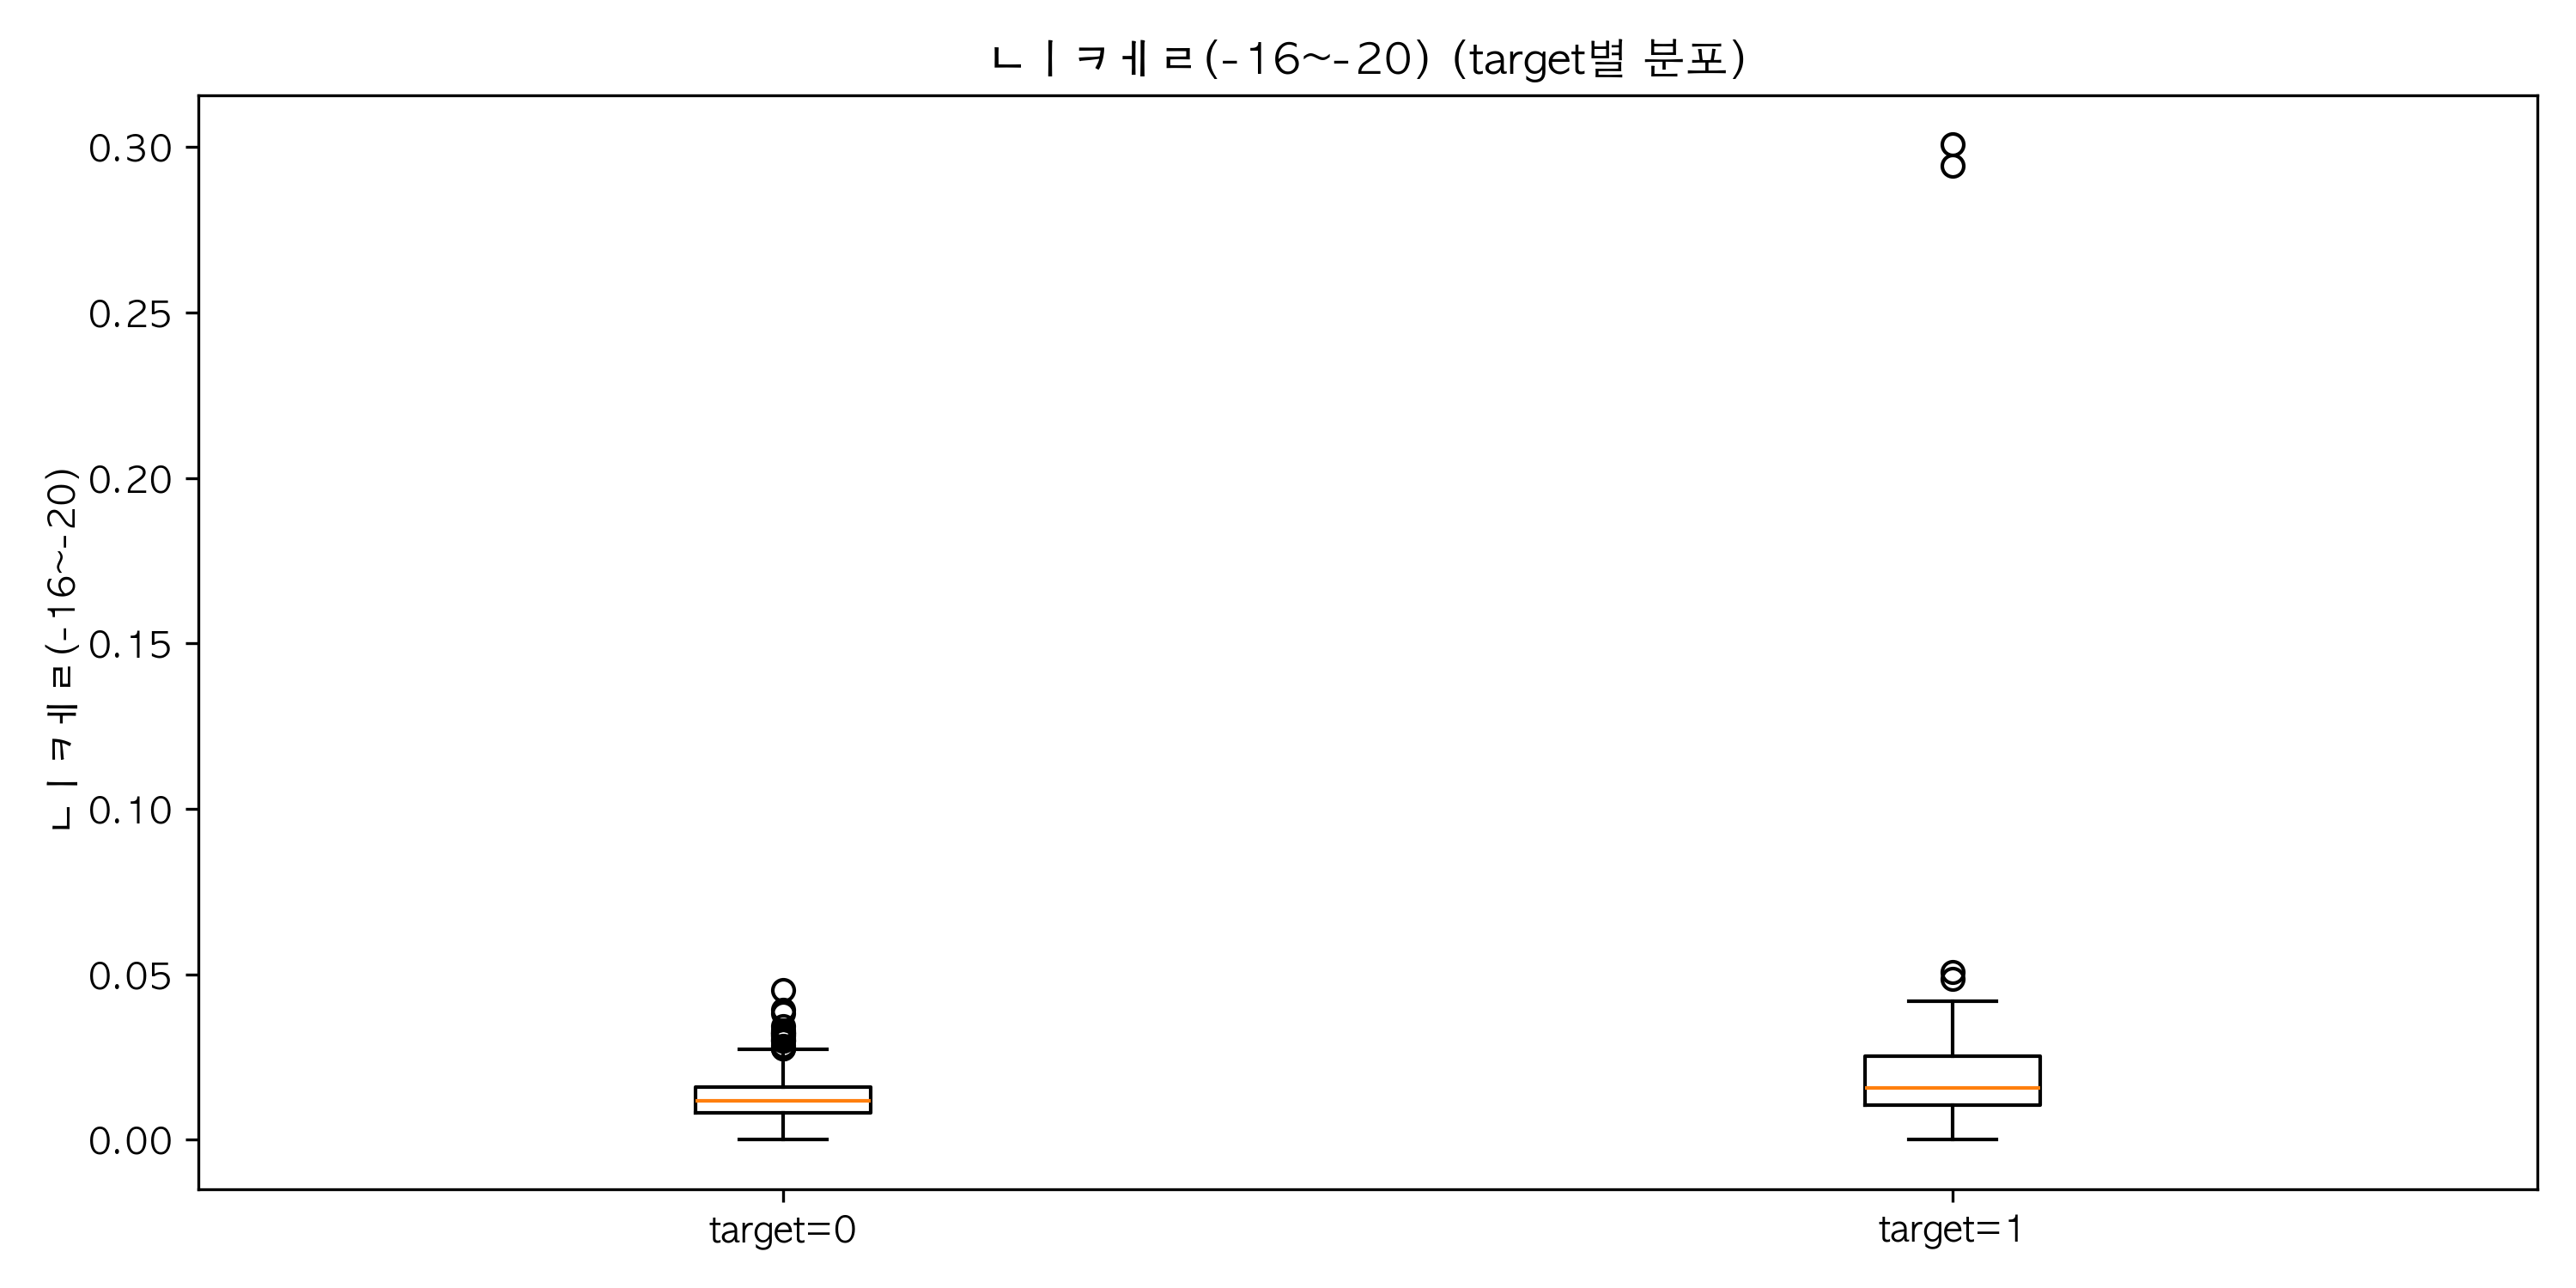 ㄴㅣㅋㅔㄹ(-16~-20) (target별 분포)
ㄴㅣㅋㅔㄹ(-16~-20)
0.30
0.25
0.20
0.15
0.10
0.05
0.00
target=0
target=1